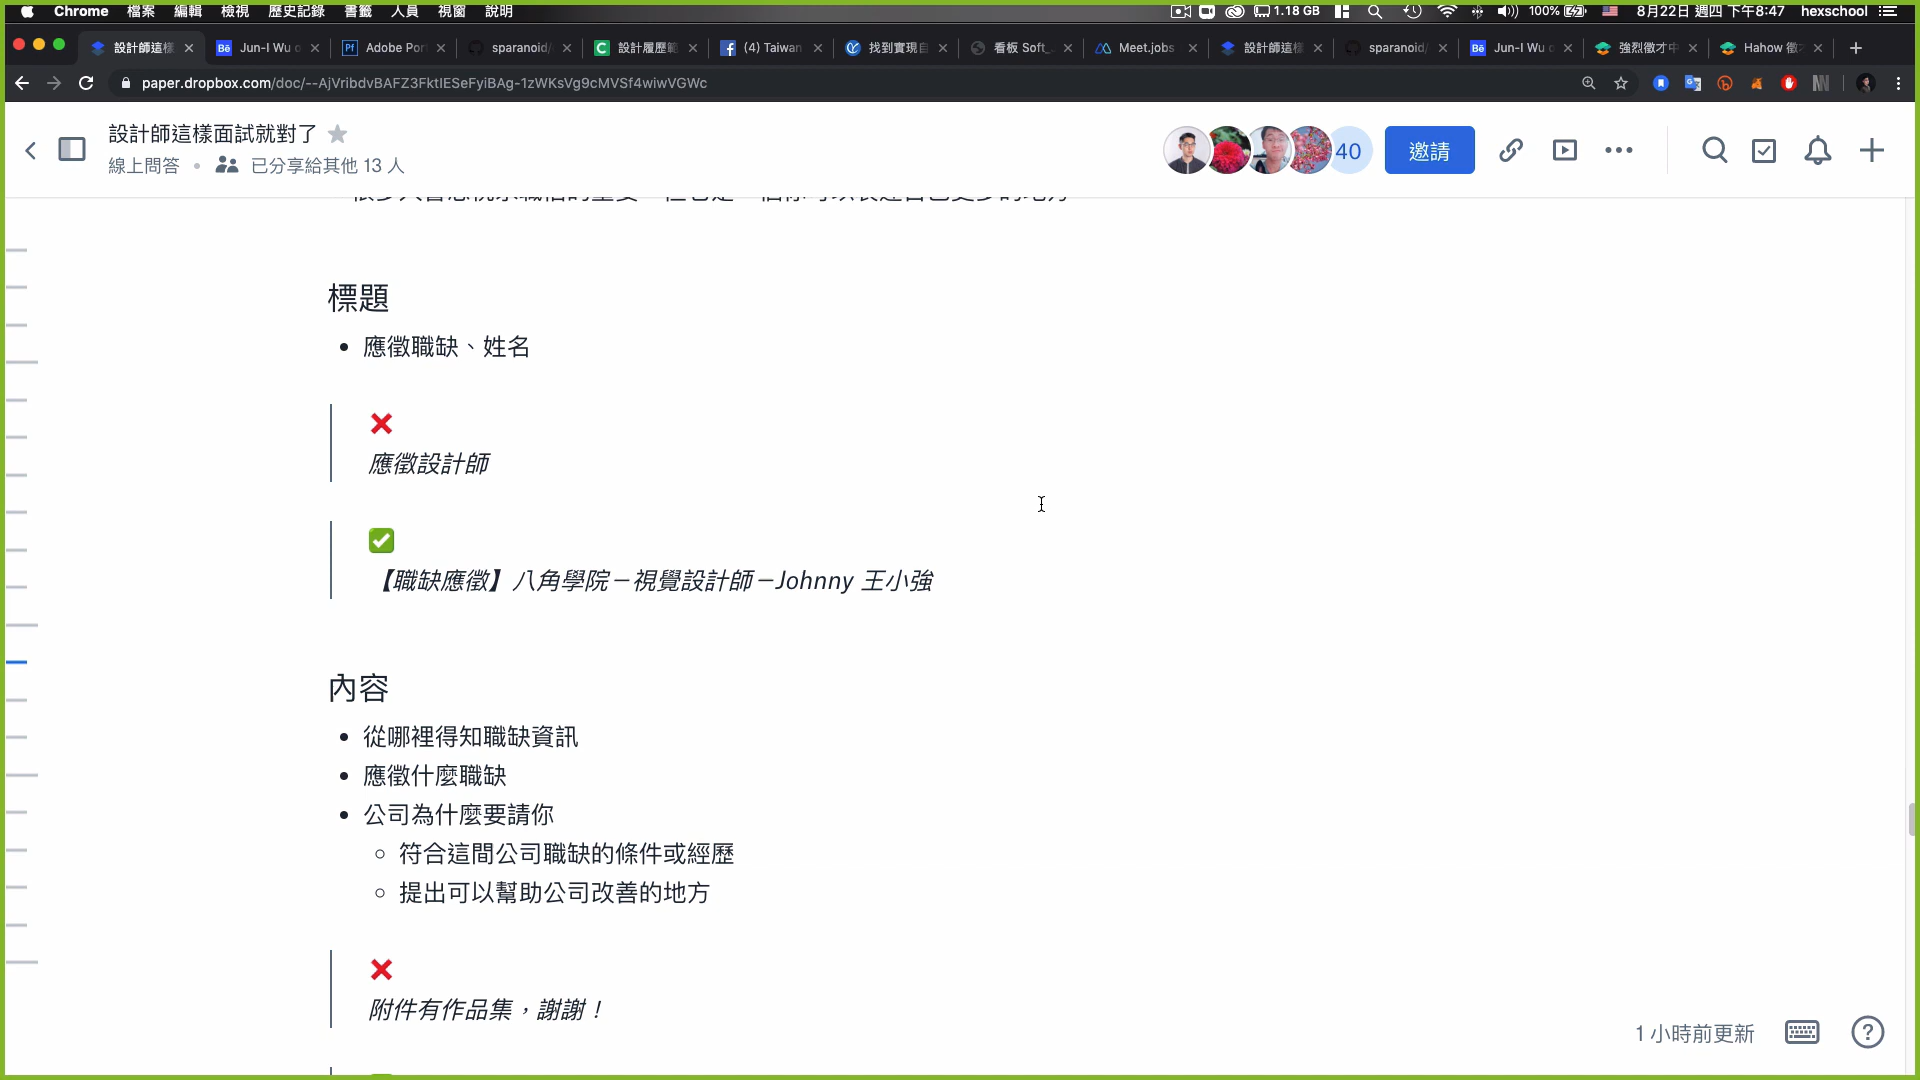 Chrome 檔案 編輯 檢視 歷史記錄 書籤 人員 視窗 說明
1.18 GB 100% 8月22日 週四 下午8:47 hexschool
設計師這樣 Jun-I Wu Adobe Por sparanoid/ 設計履歷範 (4) Taiwan 找到實現自 看板 Soft_ Meet.jobs 設計師這樣 sparanoid/ Jun-I Wu 強烈徵才中 Hahow 徵
paper.dropbox.com/doc/--AjVribdvBAFZ3FktIESeFyiBAg-1zWKsVg9cMVSf4wiwVGWc
設計師這樣面試就對了
線上問答 • 已分享給其他 13 人
40
邀請
標題
• 應徵職缺、姓名
❌
應徵設計師
✅
【職缺應徵】八角學院－視覺設計師－Johnny 王小強
內容
• 從哪裡得知職缺資訊
• 應徵什麼職缺
• 公司為什麼要請你
○ 符合這間公司職缺的條件或經歷
○ 提出可以幫助公司改善的地方
❌
附件有作品集，謝謝！
1 小時前更新